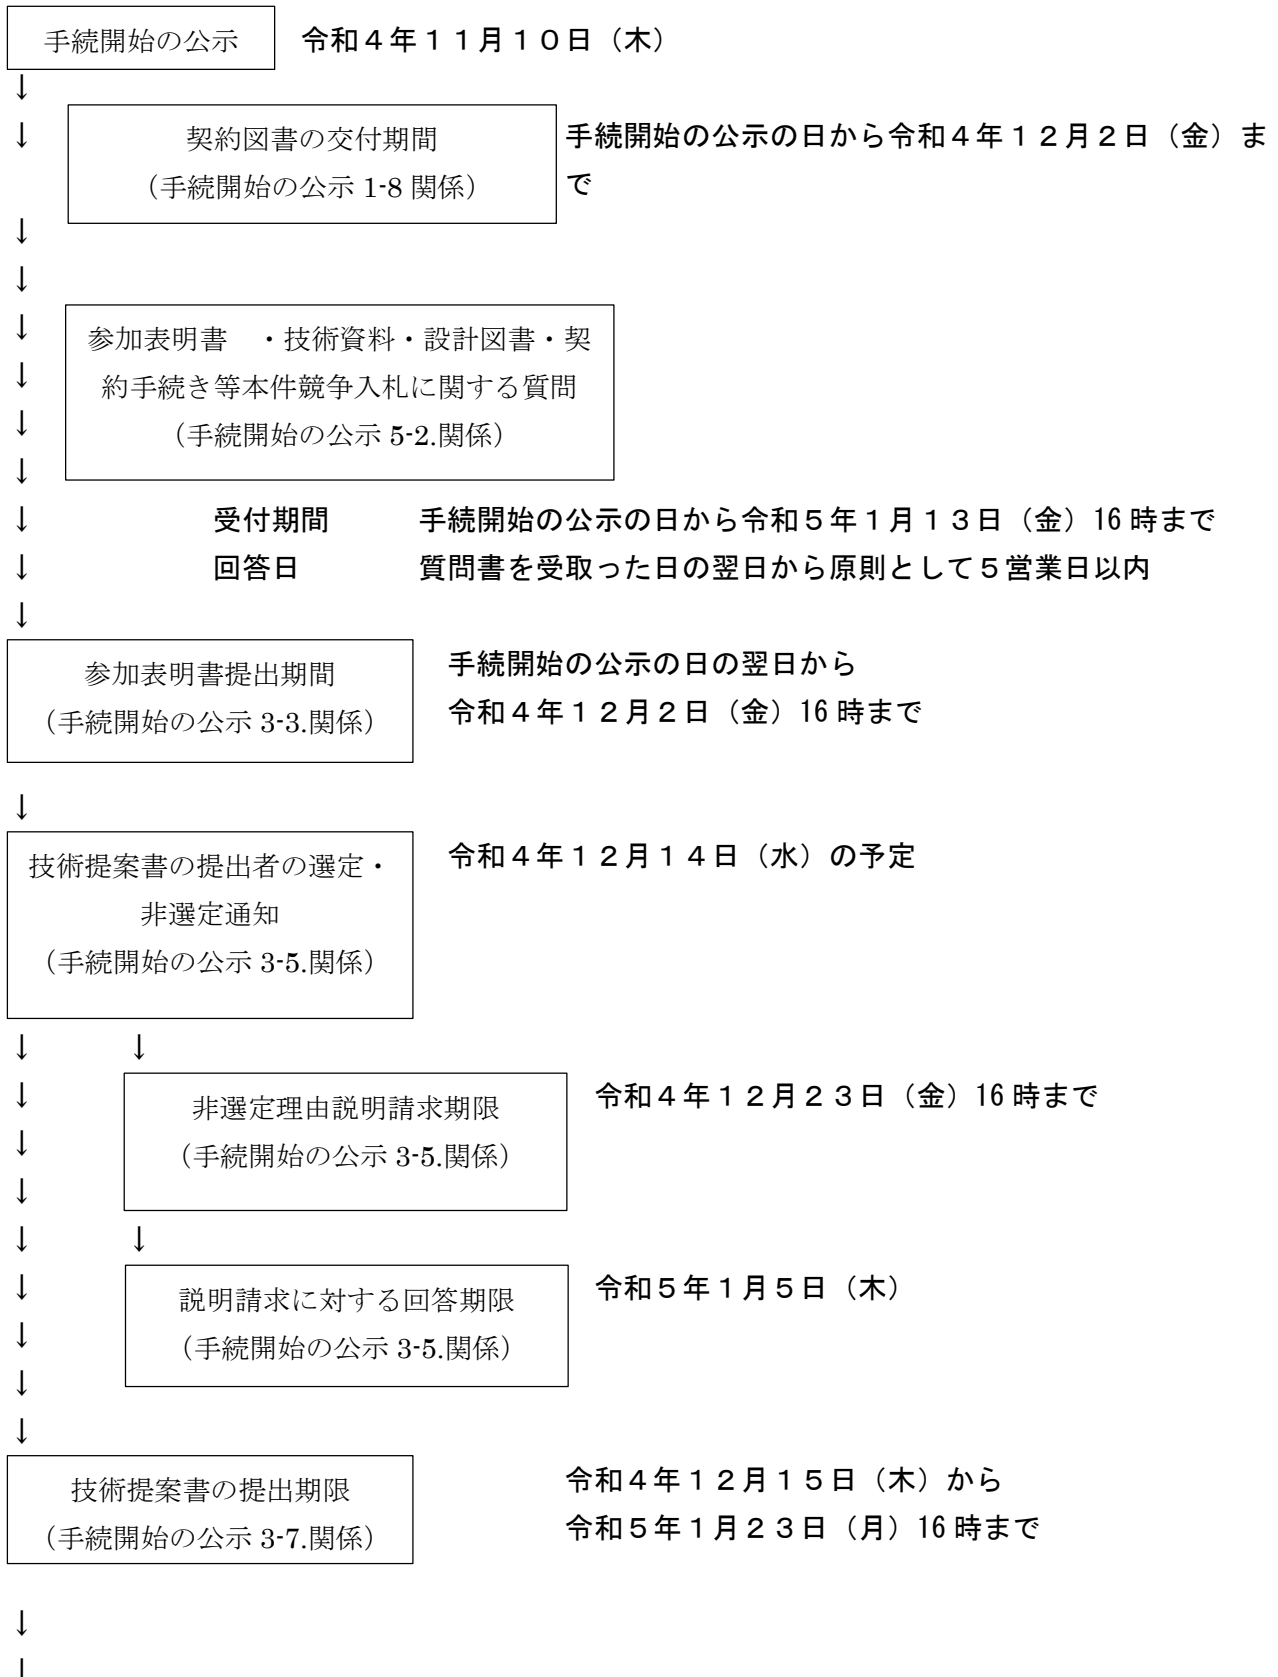 手続開始の公示　令和４年１１月１０日（木）
↓
↓　契約図書の交付期間　手続開始の公示の日から令和４年１２月２日（金）ま
（手続開始の公示 1-8 関係）　で
↓
↓
↓　参加表明書　・技術資料・設計図書・契
↓　約手続き等本件競争入札に関する質問
↓　（手続開始の公示 5-2.関係）
↓
↓　受付期間　手続開始の公示の日から令和５年１月１３日（金）16 時まで
↓　回答日　質問書を受取った日の翌日から原則として５営業日以内
↓
参加表明書提出期間　手続開始の公示の日の翌日から
（手続開始の公示 3-3.関係）　令和４年１２月２日（金）16 時まで
↓
技術提案書の提出者の選定・　令和４年１２月１４日（水）の予定
非選定通知
（手続開始の公示 3-5.関係）
↓　↓
↓　非選定理由説明請求期限　令和４年１２月２３日（金）16 時まで
↓　（手続開始の公示 3-5.関係）
↓
↓　↓
↓　説明請求に対する回答期限　令和５年１月５日（木）
↓　（手続開始の公示 3-5.関係）
↓
↓
技術提案書の提出期限　令和４年１２月１５日（木）から
（手続開始の公示 3-7.関係）　令和５年１月２３日（月）16 時まで
↓
↓